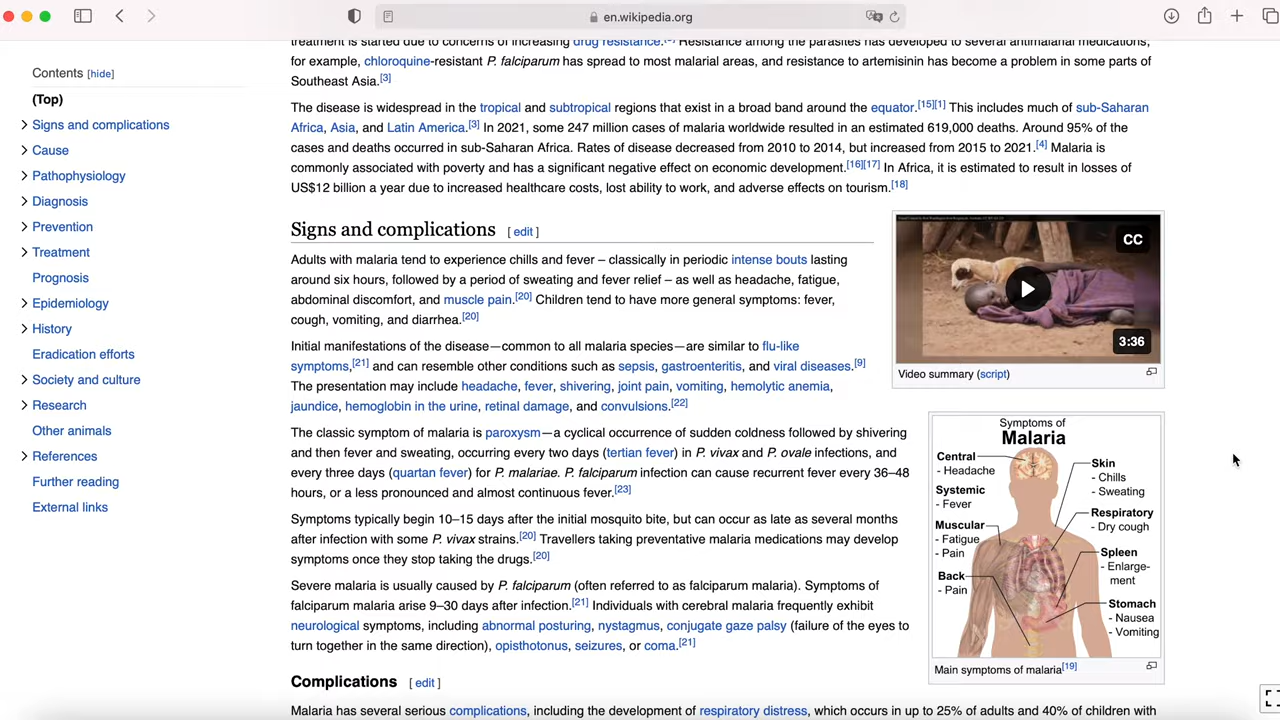 en.wikipedia.org
Contents [hide]
(Top)
Signs and complications
Cause
Pathophysiology
Diagnosis
Prevention
Treatment
Prognosis
Epidemiology
History
Eradication efforts
Society and culture
Research
Other animals
References
Further reading
External links
treatment is started due to concerns of increasing drug resistance. Resistance among the parasites has developed to several antimalarial medications;
for example, chloroquine-resistant P. falciparum has spread to most malarial areas, and resistance to artemisinin has become a problem in some parts of
Southeast Asia.[3]
The disease is widespread in the tropical and subtropical regions that exist in a broad band around the equator.[15][1] This includes much of sub-Saharan
Africa, Asia, and Latin America.[3] In 2021, some 247 million cases of malaria worldwide resulted in an estimated 619,000 deaths. Around 95% of the
cases and deaths occurred in sub-Saharan Africa. Rates of disease decreased from 2010 to 2014, but increased from 2015 to 2021.[4] Malaria is
commonly associated with poverty and has a significant negative effect on economic development.[16][17] In Africa, it is estimated to result in losses of
US$12 billion a year due to increased healthcare costs, lost ability to work, and adverse effects on tourism.[18]
Signs and complications [ edit ]
Adults with malaria tend to experience chills and fever – classically in periodic intense bouts lasting
around six hours, followed by a period of sweating and fever relief – as well as headache, fatigue,
abdominal discomfort, and muscle pain.[20] Children tend to have more general symptoms: fever,
cough, vomiting, and diarrhea.[20]
Initial manifestations of the disease—common to all malaria species—are similar to flu-like
symptoms,[21] and can resemble other conditions such as sepsis, gastroenteritis, and viral diseases.[9]
The presentation may include headache, fever, shivering, joint pain, vomiting, hemolytic anemia,
jaundice, hemoglobin in the urine, retinal damage, and convulsions.[22]
The classic symptom of malaria is paroxysm—a cyclical occurrence of sudden coldness followed by shivering
and then fever and sweating, occurring every two days (tertian fever) in P. vivax and P. ovale infections, and
every three days (quartan fever) for P. malariae. P. falciparum infection can cause recurrent fever every 36–48
hours, or a less pronounced and almost continuous fever.[23]
Symptoms typically begin 10–15 days after the initial mosquito bite, but can occur as late as several months
after infection with some P. vivax strains.[20] Travellers taking preventative malaria medications may develop
symptoms once they stop taking the drugs.[20]
Severe malaria is usually caused by P. falciparum (often referred to as falciparum malaria). Symptoms of
falciparum malaria arise 9–30 days after infection.[21] Individuals with cerebral malaria frequently exhibit
neurological symptoms, including abnormal posturing, nystagmus, conjugate gaze palsy (failure of the eyes to
turn together in the same direction), opisthotonus, seizures, or coma.[21]
Complications [ edit ]
Malaria has several serious complications, including the development of respiratory distress, which occurs in up to 25% of adults and 40% of children with
CC
3:36
Video summary (script)
Symptoms of
Malaria
Central
- Headache
Systemic
- Fever
Muscular
- Fatigue
- Pain
Back
- Pain
Skin
- Chills
- Sweating
Respiratory
- Dry cough
Spleen
- Enlarge-
ment
Stomach
- Nausea
- Vomiting
Main symptoms of malaria[19]